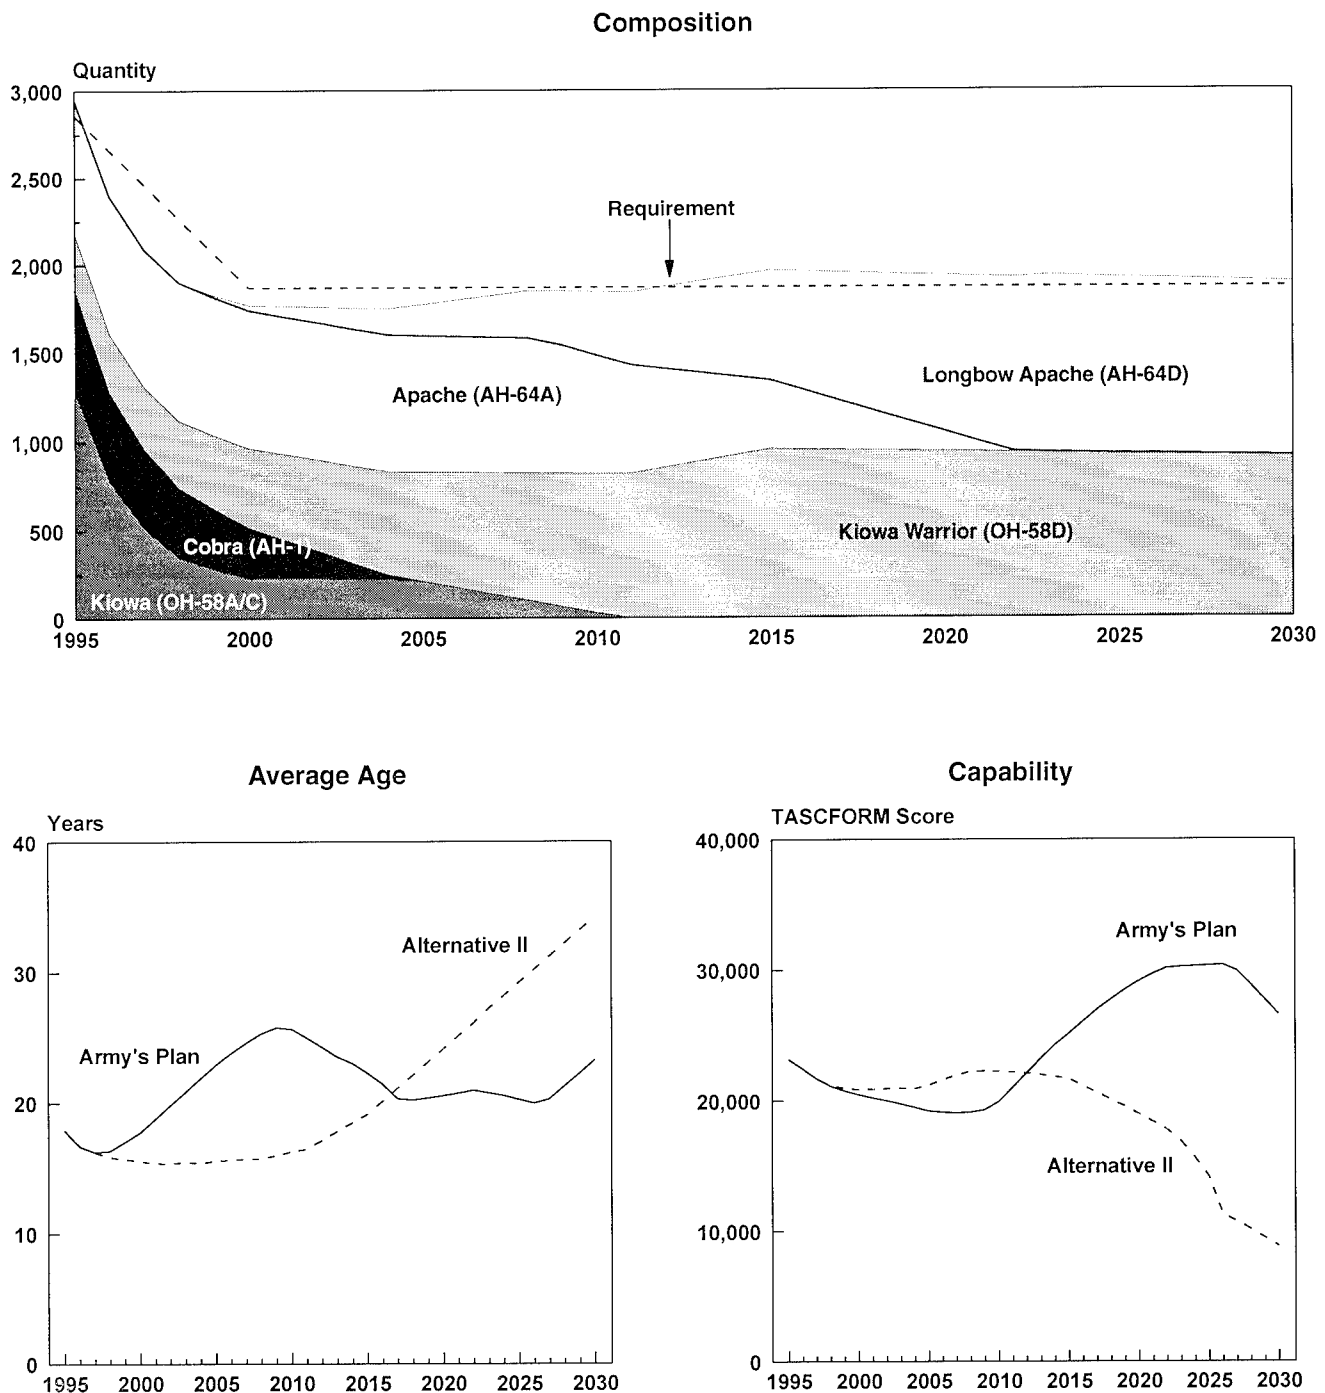 Composition
Quantity
3,000
2,500
2,000
1,500
1,000
500
0
Requirement
Apache (AH-64A)
Longbow Apache (AH-64D)
Kiowa Warrior (OH-58D)
Cobra (AH-1)
Kiowa (OH-58A/C)
1995 2000 2005 2010 2015 2020 2025 2030
Average Age
Years
40
30
20
10
0
Alternative II
Army's Plan
1995 2000 2005 2010 2015 2020 2025 2030
Capability
TASCFORM Score
40,000
30,000
20,000
10,000
0
Army's Plan
Alternative II
1995 2000 2005 2010 2015 2020 2025 2030